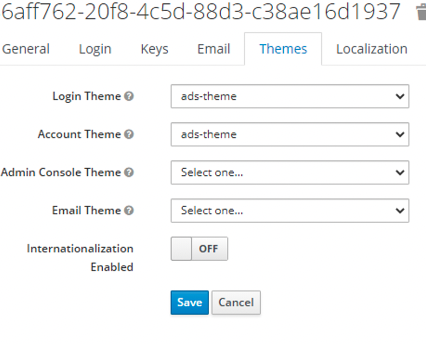 6aff762-20f8-4c5d-88d3-c38ae16d1937
General Login Keys Email Themes Localization
Login Theme ads-theme
Account Theme ads-theme
Admin Console Theme Select one...
Email Theme Select one...
Internationalization
Enabled
OFF
Save Cancel